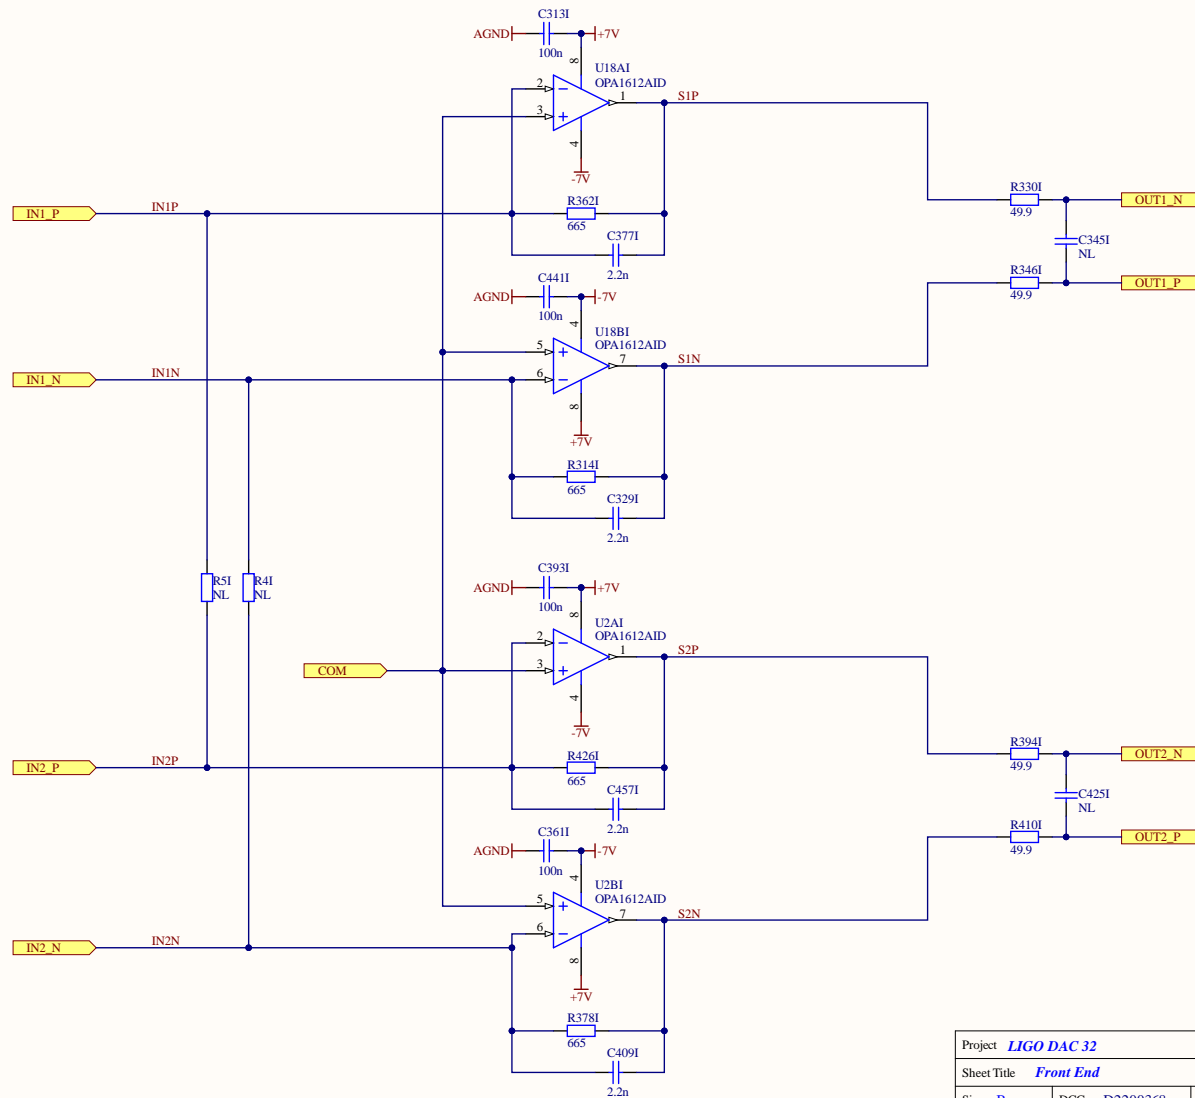 C313I
AGND
+7V
100n
8
U18AI
OPA1612AID
2
1
S1P
3
4
-7V
R330I
49.9
OUT1_N
IN1_P
IN1P
R362I
665
C377I
2.2n
C345I
NL
C441I
AGND
-7V
100n
R346I
49.9
OUT1_P
4
U18BI
OPA1612AID
5
7
S1N
6
IN1_N
IN1N
8
+7V
R314I
665
C329I
2.2n
R5I
NL
R4I
NL
C393I
AGND
+7V
100n
8
U2AI
OPA1612AID
2
1
S2P
3
COM
4
-7V
R394I
49.9
OUT2_N
IN2_P
IN2P
R426I
665
C457I
2.2n
C425I
NL
C361I
AGND
-7V
100n
R410I
49.9
OUT2_P
4
U2BI
OPA1612AID
5
7
S2N
6
IN2_N
IN2N
8
+7V
R378I
665
C409I
2.2n
Project LIGO DAC 32
Sheet Title Front End